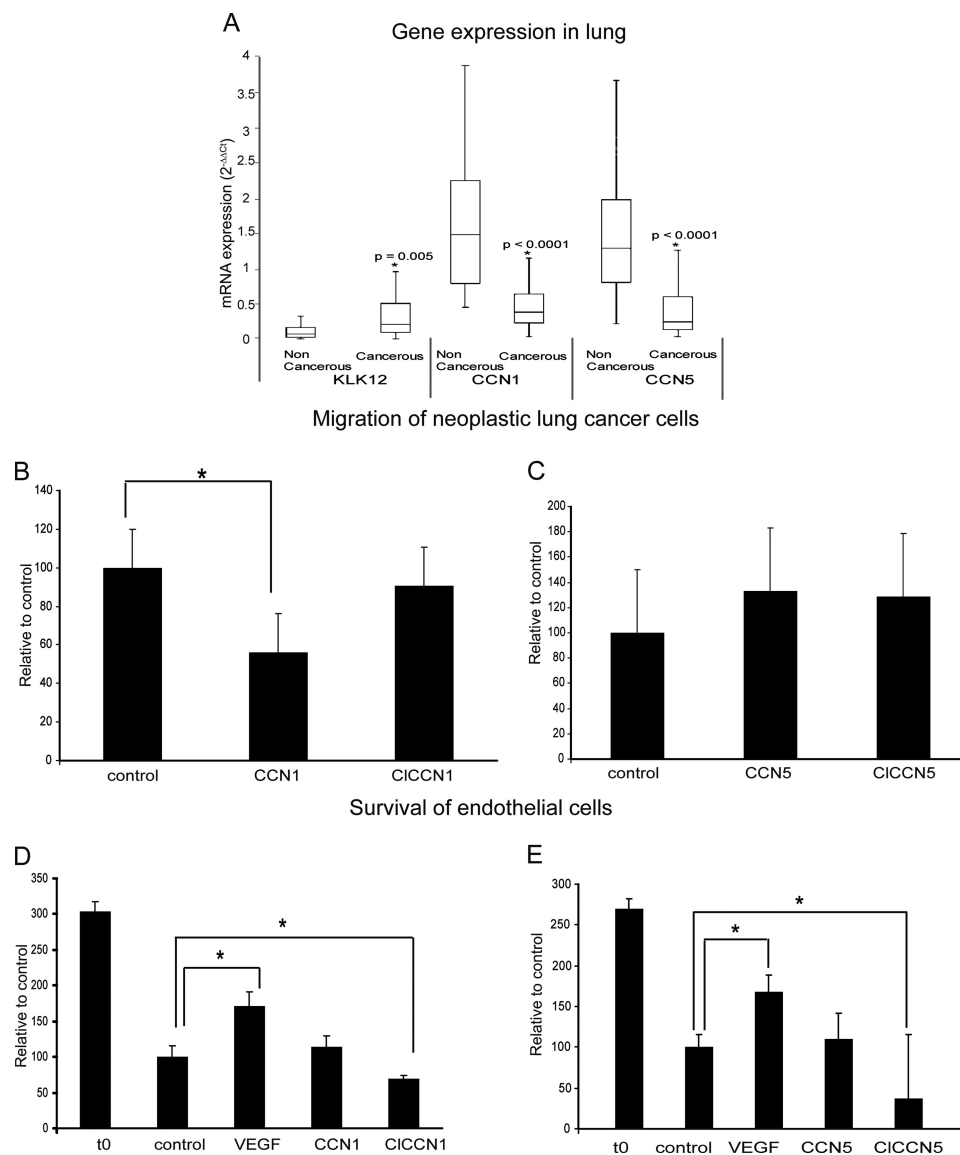 A
Gene expression in lung
mRNA expression (2-ΔΔCt)
4
3.5
3
2.5
2
1.5
1
0.5
0
p = 0.005
*
p < 0.0001
*
p < 0.0001
*
Non Cancerous
Cancerous
Non Cancerous
Cancerous
Non Cancerous
Cancerous
KLK12
CCN1
CCN5
Migration of neoplastic lung cancer cells
B
Relative to control
140
120
100
80
60
40
20
0
*
control
CCN1
ClCCN1
C
Relative to control
200
180
160
140
120
100
80
60
40
20
0
control
CCN5
ClCCN5
Survival of endothelial cells
D
Relative to control
350
300
250
200
150
100
50
0
*
*
t0
control
VEGF
CCN1
ClCCN1
E
Relative to control
300
250
200
150
100
50
0
*
*
t0
control
VEGF
CCN5
ClCCN5